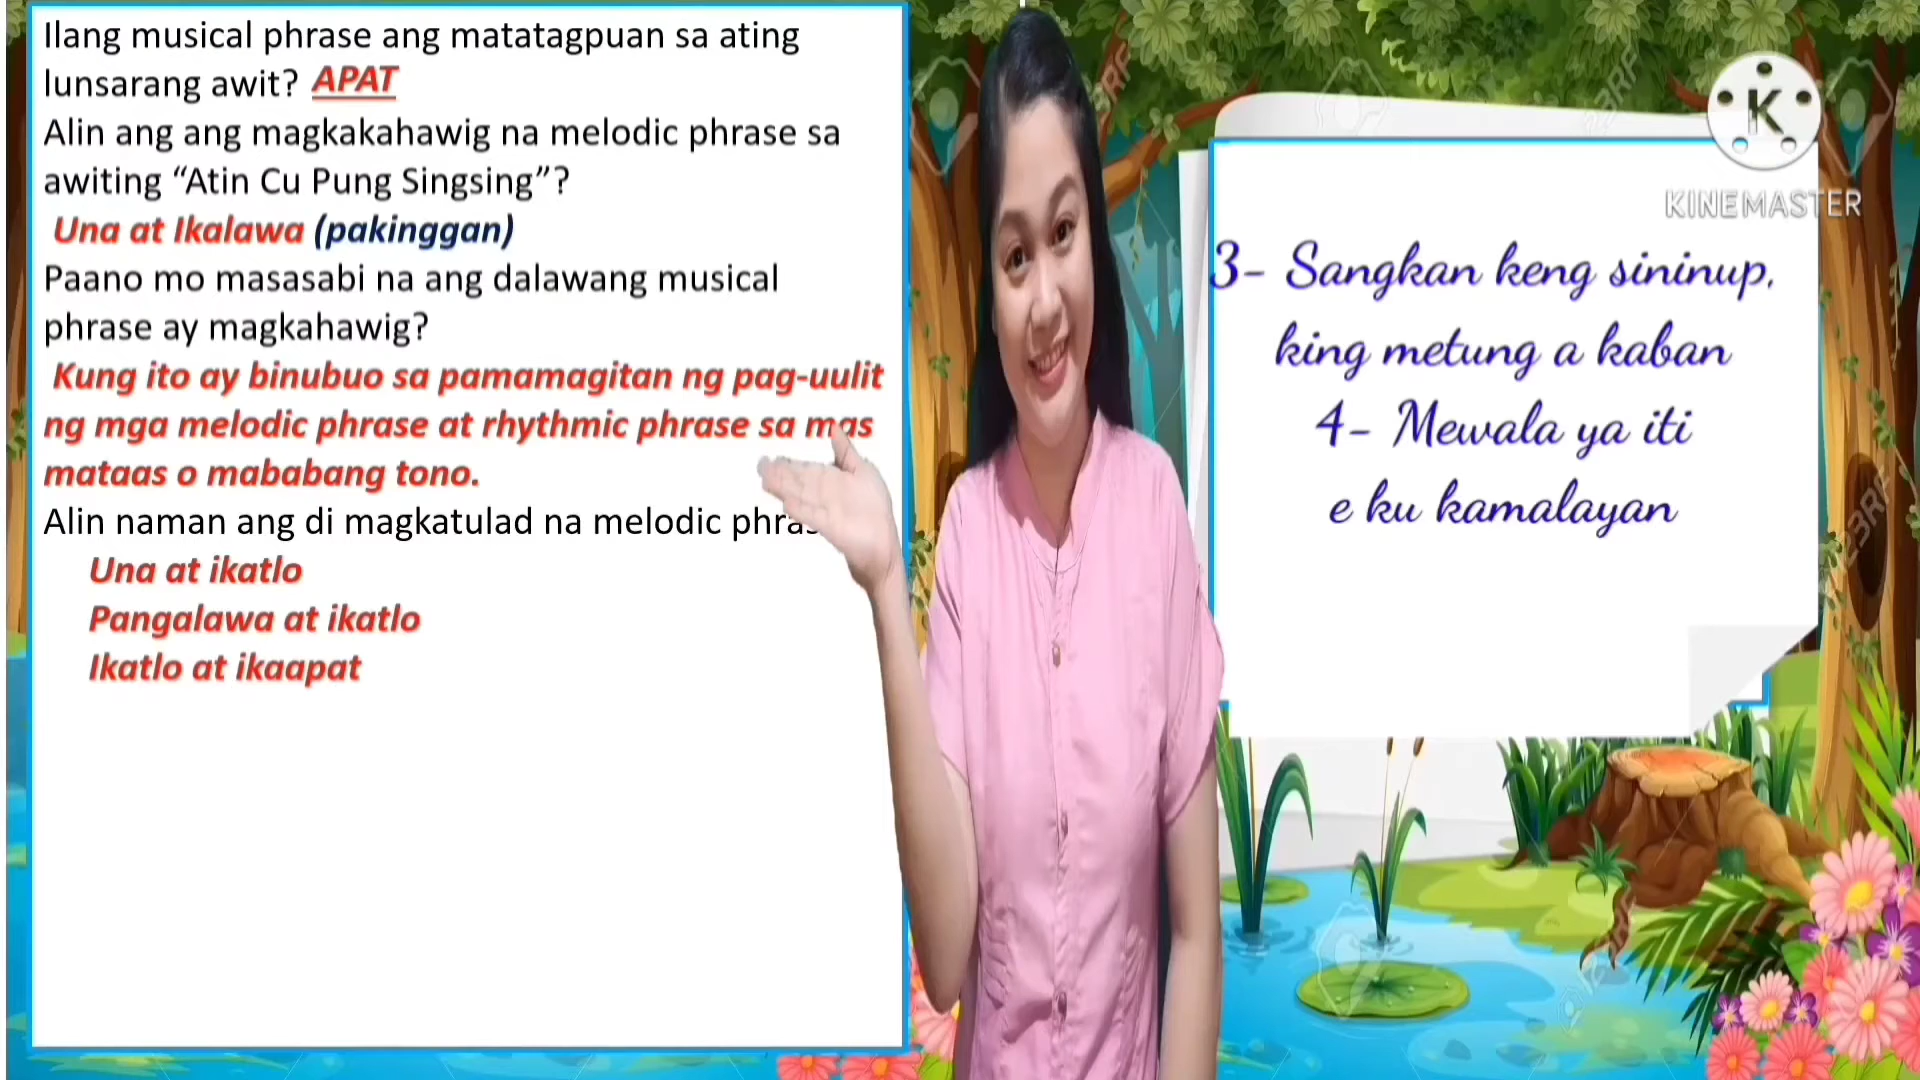 Ilang musical phrase ang matatagpuan sa ating
lunsarang awit? APAT
Alin ang ang magkakahawig na melodic phrase sa
awiting “Atin Cu Pung Singsing”?
Una at Ikalawa (pakinggan)
Paano mo masasabi na ang dalawang musical
phrase ay magkahawig?
Kung ito ay binubuo sa pamamagitan ng pag-uulit
ng mga melodic phrase at rhythmic phrase sa mas
mataas o mababang tono.
Alin naman ang di magkatulad na melodic
Una at ikatlo
Pangalawa at ikatlo
Ikatlo at ikaapat
K
KINEMASTER
3- Sangkan keng sininup,
king metung a kaban
4- Mewala ya iti
e ku kamalayan